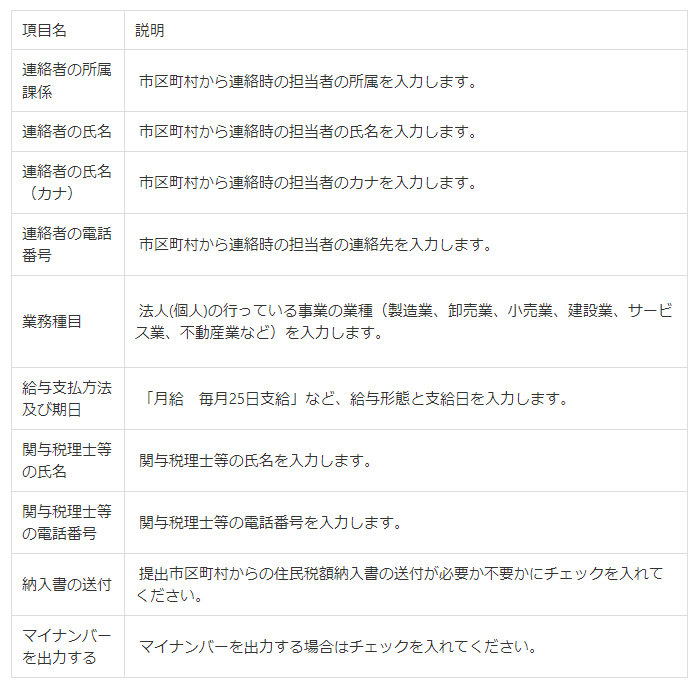 項目名
説明
連絡者の所属
課係
市区町村から連絡時の担当者の所属を入力します。
連絡者の氏名
市区町村から連絡時の担当者の氏名を入力します。
連絡者の氏名
（カナ）
市区町村から連絡時の担当者のカナを入力します。
連絡者の電話
番号
市区町村から連絡時の担当者の連絡先を入力します。
業務種目
法人(個人)の行っている事業の業種（製造業、卸売業、小売業、建設業、サービ
ス業、不動産業など）を入力します。
給与支払方法
及び期日
「月給　毎月25日支給」など、給与形態と支給日を入力します。
関与税理士等
の氏名
関与税理士等の氏名を入力します。
関与税理士等
の電話番号
関与税理士等の電話番号を入力します。
納入書の送付
提出市区町村からの住民税額納入書の送付が必要か不要かにチェックを入れて
ください。
マイナンバー
を出力する
マイナンバーを出力する場合はチェックを入れてください。